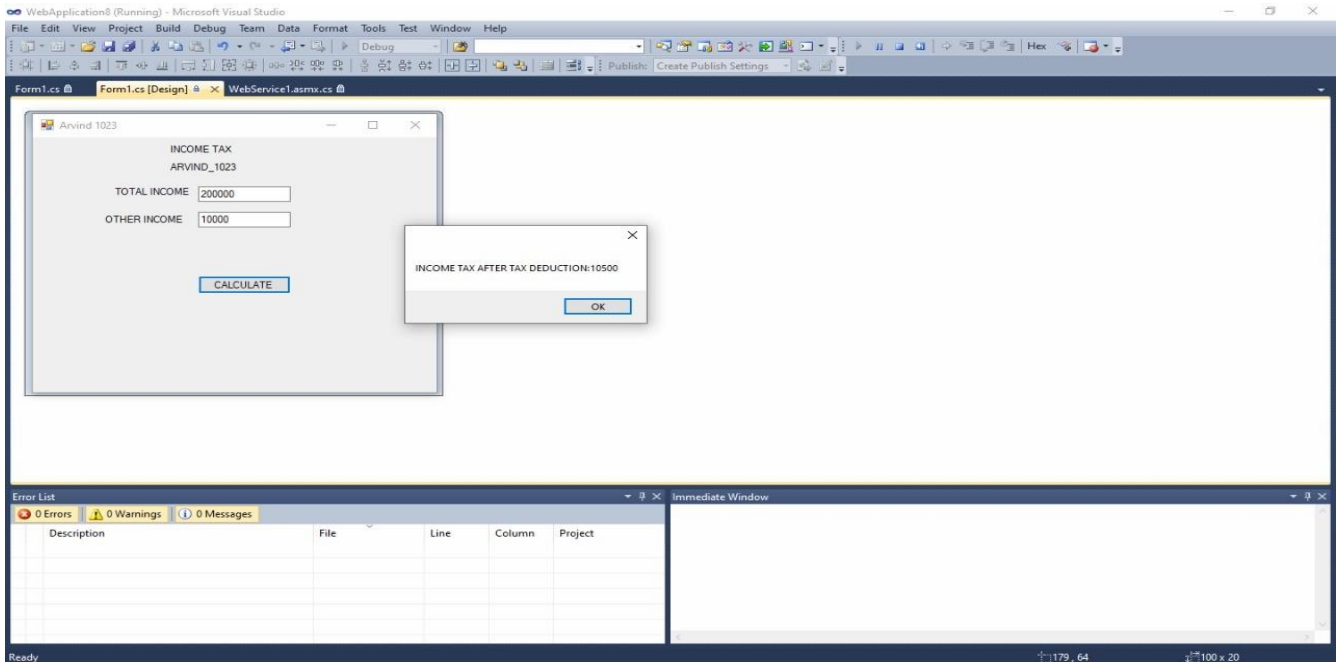 WebApplication8 (Running) - Microsoft Visual Studio
File Edit View Project Build Debug Team Data Format Tools Test Window Help
Debug
Hex
Publish: Create Publish Settings
Form1.cs
Form1.cs [Design]
WebService1.asmx.cs
Arvind 1023
INCOME TAX
ARVIND_1023
TOTAL INCOME 200000
OTHER INCOME 10000
CALCULATE
INCOME TAX AFTER TAX DEDUCTION:10500
OK
Error List
0 Errors 0 Warnings 0 Messages
Description File Line Column Project
Immediate Window
Ready 179 , 64 100 x 20